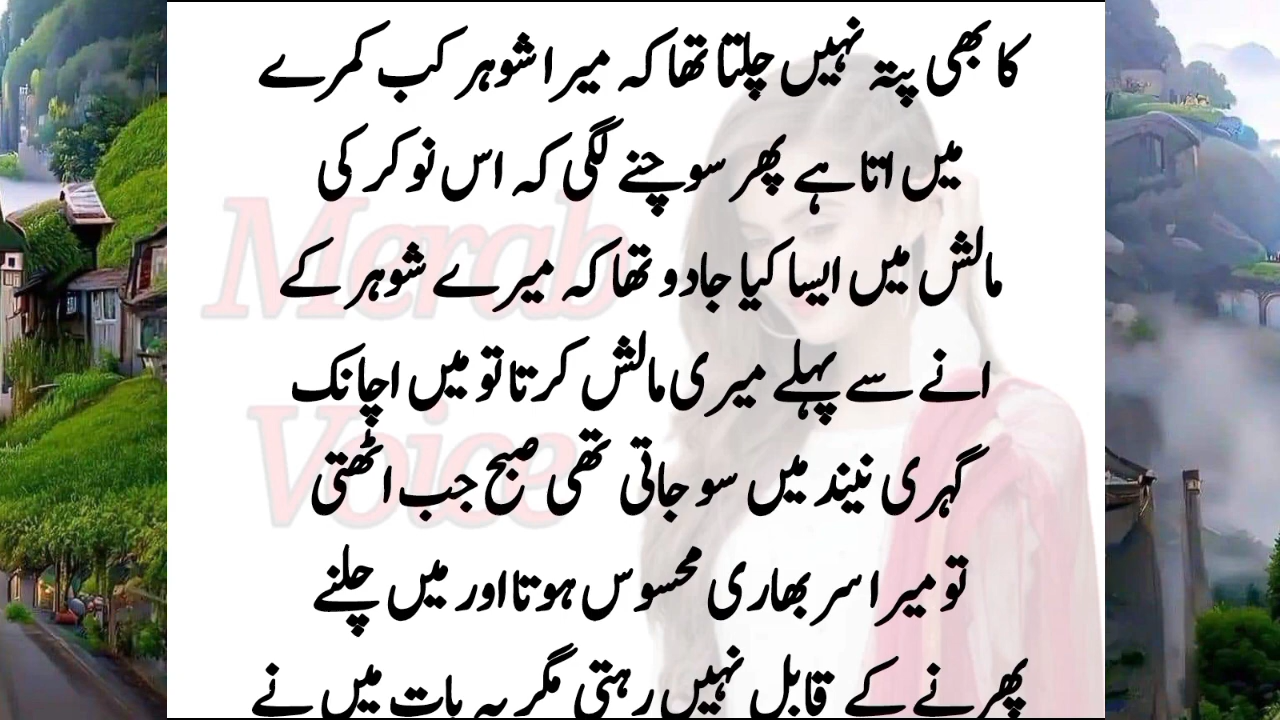 کا بھی پتہ نہیں چلتا تھا کہ میرا شوہر کب کمرے
میں اتا ہے پھر سوچنے لگی کہ اس نوکر کی
مالش میں ایسا کیا جادو تھا کہ میرے شوہر کے
انے سے پہلے میری مالش کرتا تو میں اچانک
گہری نیند میں سو جاتی تھی صبح جب اٹھتی
تو میرا سر بھاری محسوس ہوتا اور میں چلنے
پھرنے کے قابل نہیں رہتی مگر یہ بات میں نے
Merab
Voice